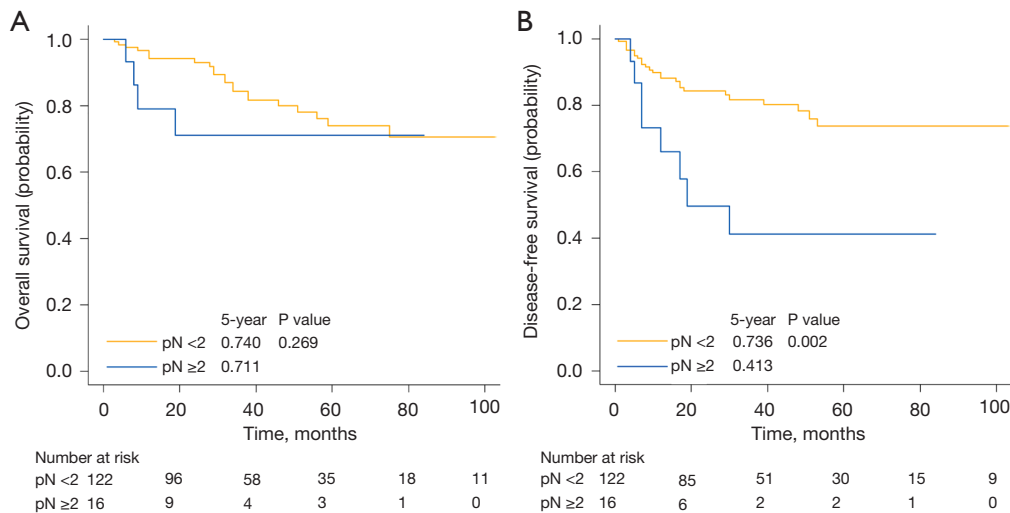 A
Overall survival (probability)
1.0
0.8
0.6
0.4
0.2
0.0
5-year P value
pN <2 0.740 0.269
pN ≥2 0.711
0 20 40 60 80 100
Time, months
Number at risk
pN <2 122 96 58 35 18 11
pN ≥2 16 9 4 3 1 0
B
Disease-free survival (probability)
1.0
0.8
0.6
0.4
0.2
0.0
5-year P value
pN <2 0.736 0.002
pN ≥2 0.413
0 20 40 60 80 100
Time, months
Number at risk
pN <2 122 85 51 30 15 9
pN ≥2 16 6 2 2 1 0